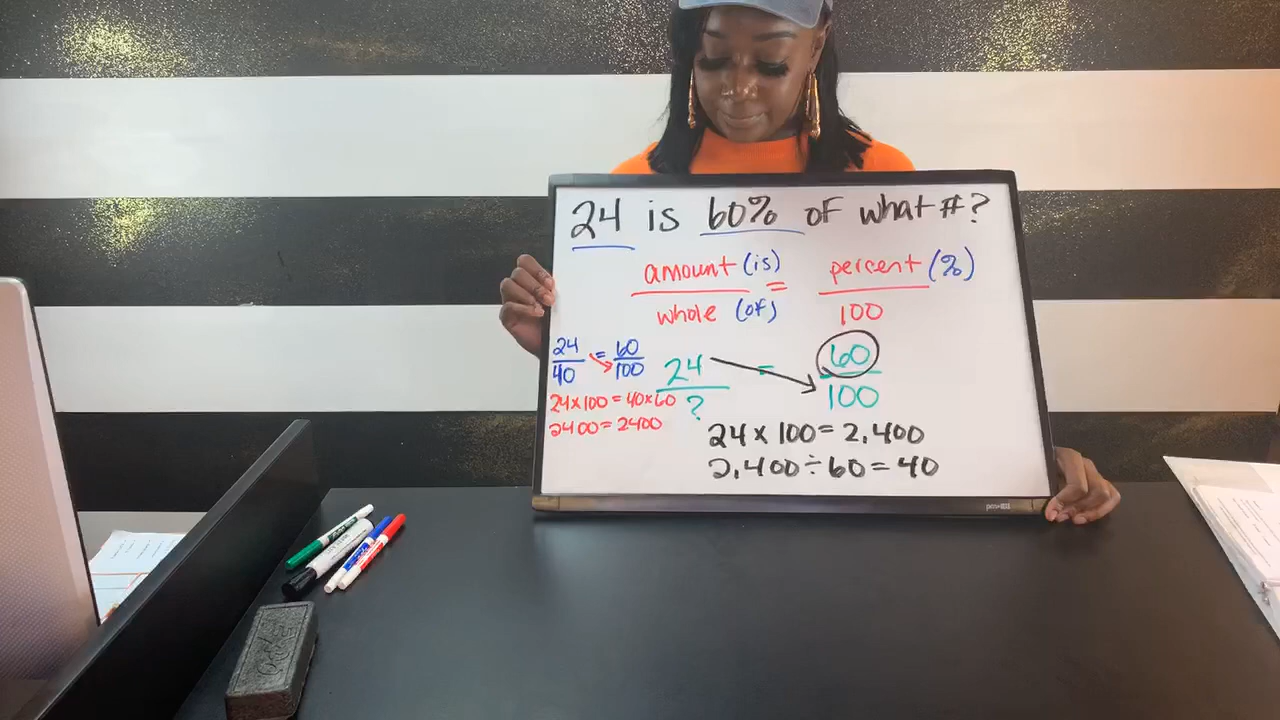 24 is 60% of what #?
amount (is) = percent (%)
whole (of) 100
24 = 60
40 100
24 x 100 = 40 x 60
2400 = 2400
24 = 60
? 100
24 x 100 = 2,400
2,400 ÷ 60 = 40